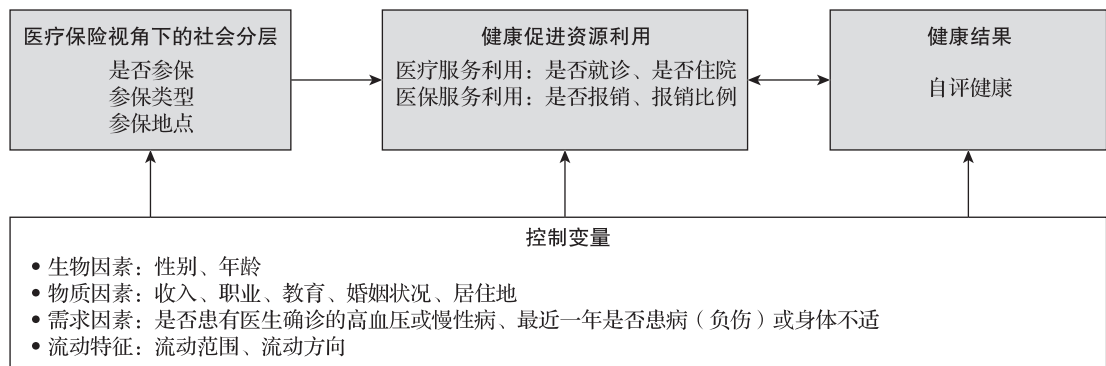 医疗保险视角下的社会分层
是否参保
参保类型
参保地点
健康促进资源利用
医疗服务利用：是否就诊、是否住院
医保服务利用：是否报销、报销比例
健康结果
自评健康
控制变量
• 生物因素：性别、年龄
• 物质因素：收入、职业、教育、婚姻状况、居住地
• 需求因素：是否患有医生确诊的高血压或慢性病、最近一年是否患病（负伤）或身体不适
• 流动特征：流动范围、流动方向